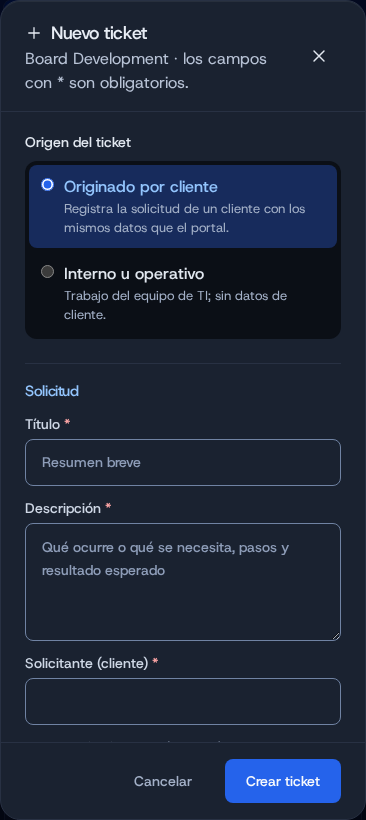 + Nuevo ticket
Board Development · los campos
con * son obligatorios.
Origen del ticket
Originado por cliente
Registra la solicitud de un cliente con los
mismos datos que el portal.
Interno u operativo
Trabajo del equipo de TI; sin datos de
cliente.
Solicitud
Título *
Resumen breve
Descripción *
Qué ocurre o qué se necesita, pasos y
resultado esperado
Solicitante (cliente) *
Cancelar
Crear ticket